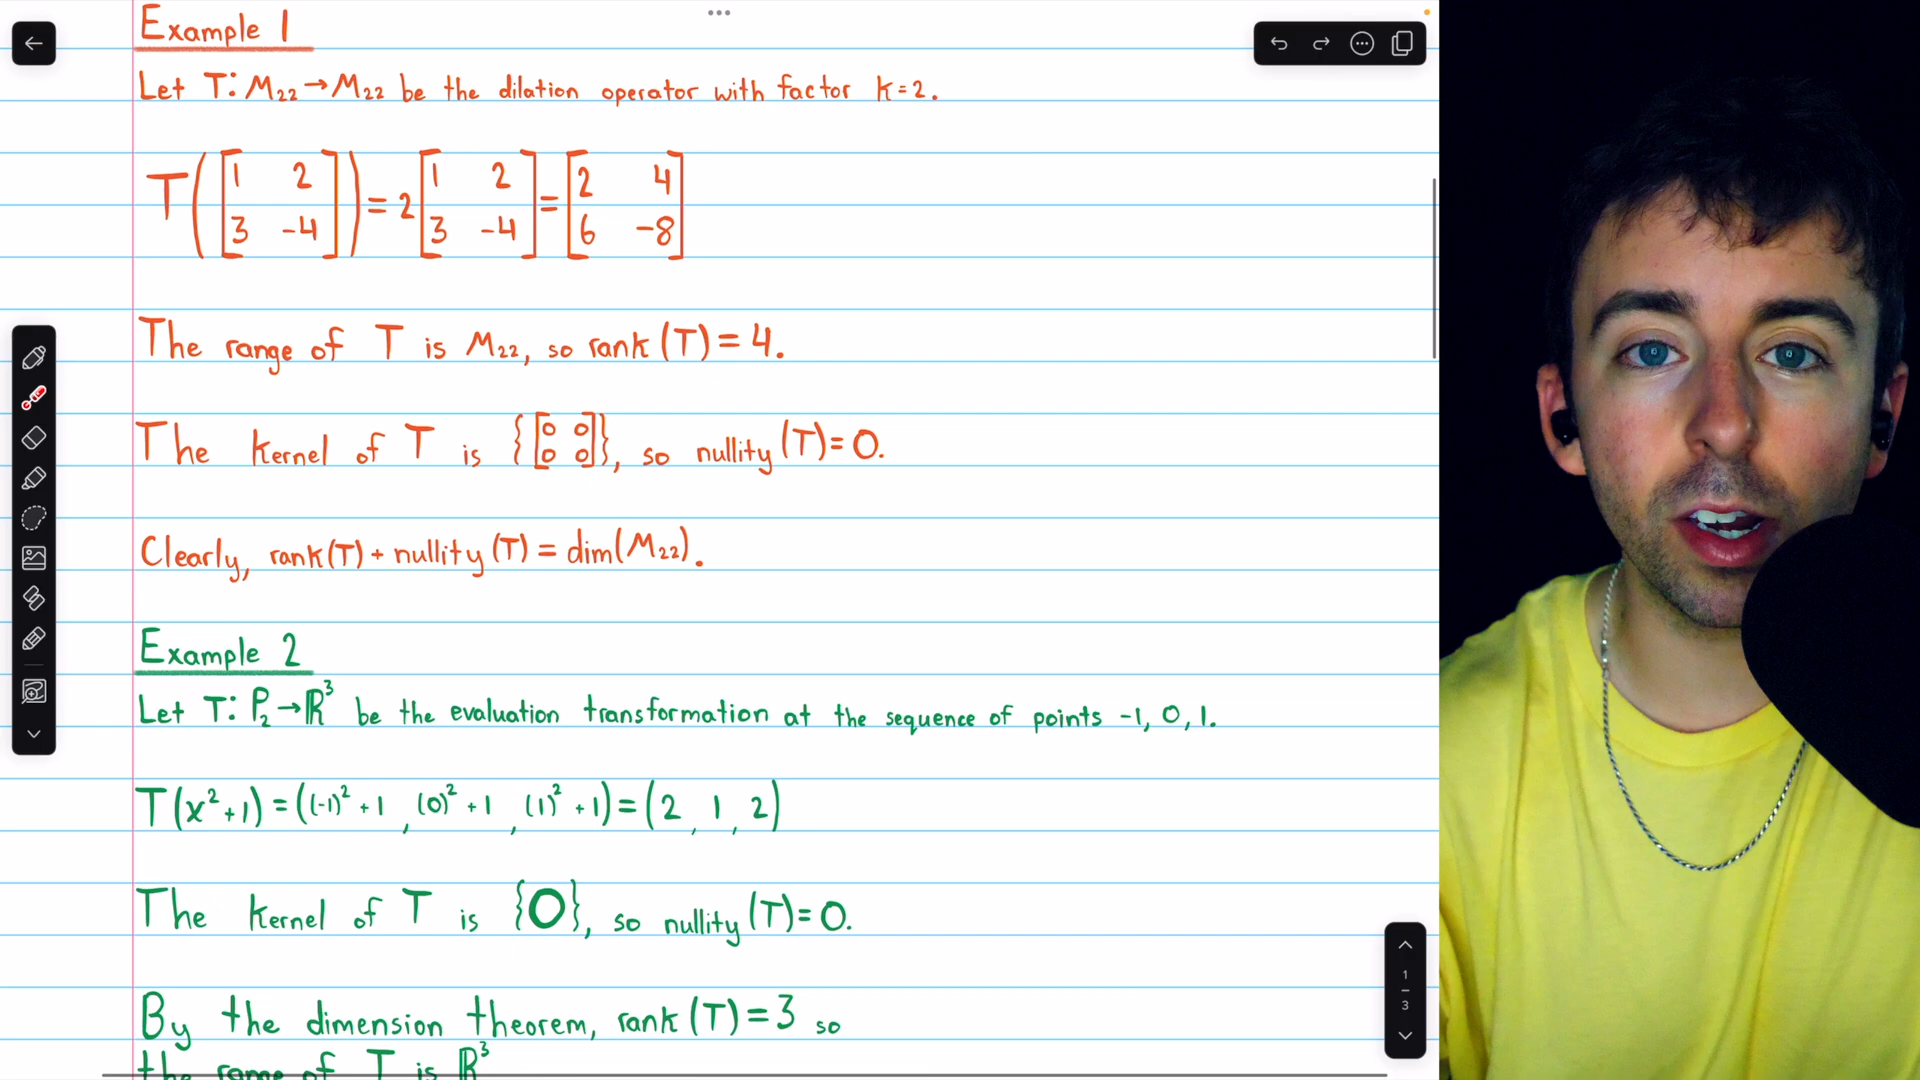 Example 1
Let T: M₂₂→M₂₂ be the dilation operator with factor k=2.
T([1 2
3 -4])=2[1 2
3 -4]=[2 4
6 -8]
The range of T is M₂₂, so rank(T)=4.
The kernel of T is {[0 0
0 0]}, so nullity(T)=0.
Clearly, rank(T)+nullity(T)=dim(M₂₂).
Example 2
Let T: P₂→ℝ³ be the evaluation transformation at the sequence of points -1, 0, 1.
T(x²+1)=((-1)²+1, (0)²+1, (1)²+1)=(2, 1, 2)
The kernel of T is {0}, so nullity(T)=0.
By the dimension theorem, rank(T)=3 so
the range of T is ℝ³
1
3